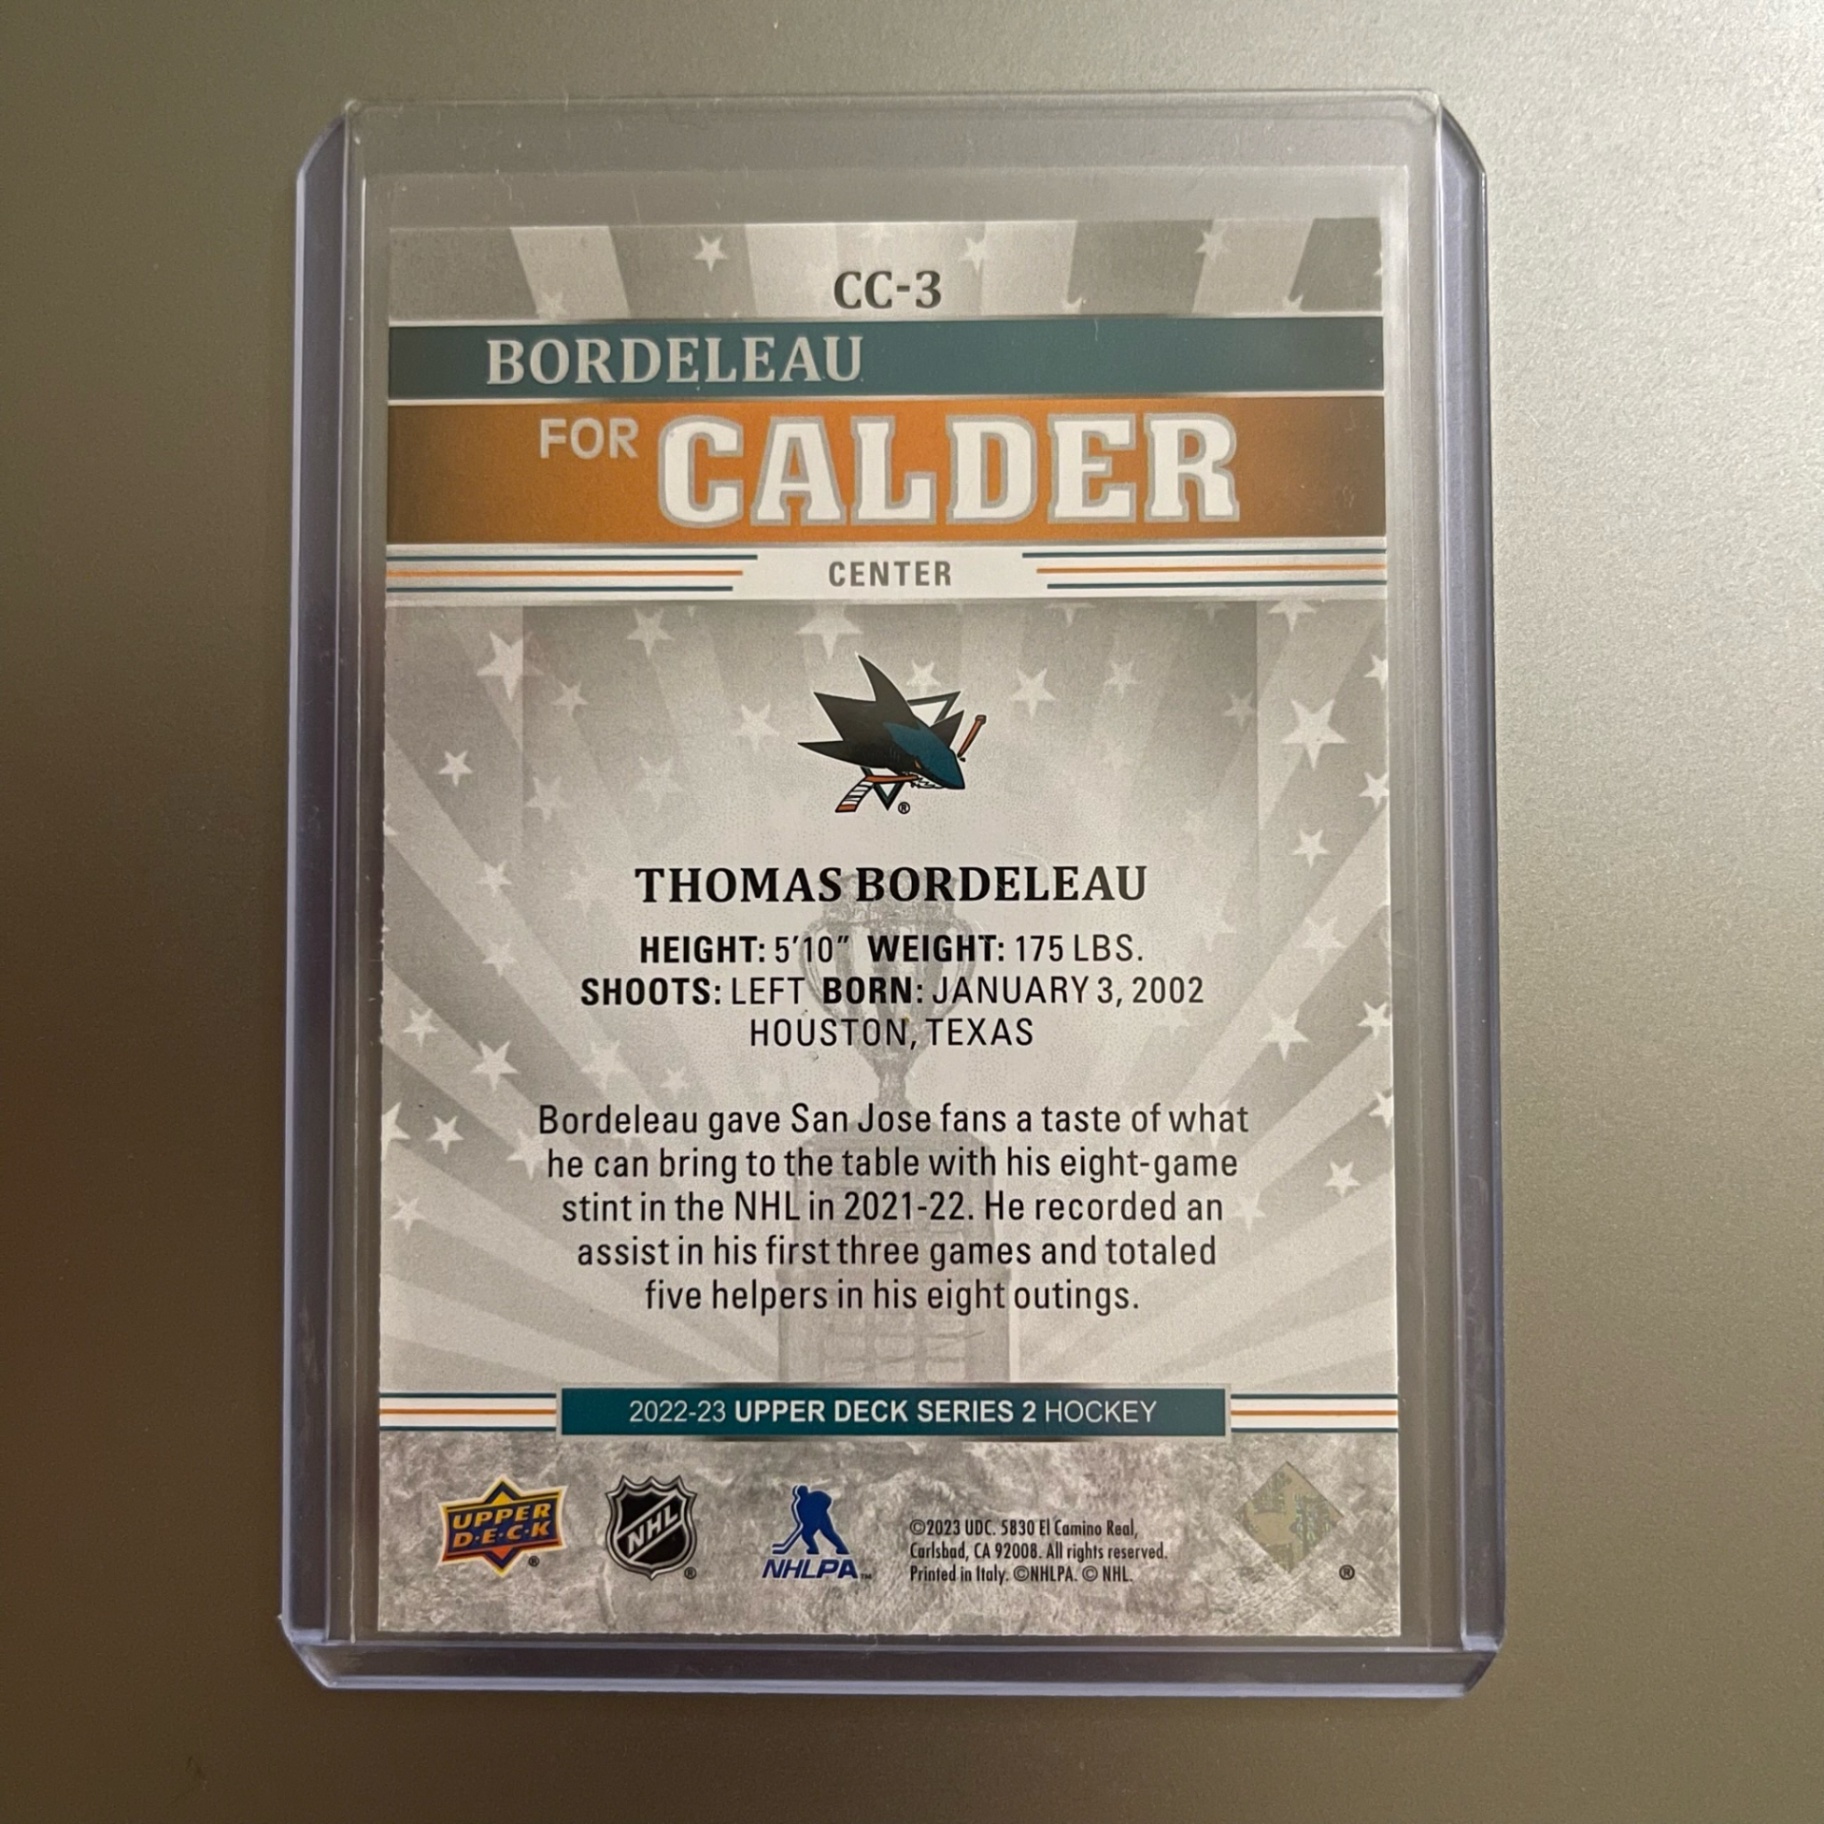 CC-3
BORDELEAU
FOR CALDER
CENTER
®
THOMAS BORDELEAU
HEIGHT: 5'10" WEIGHT: 175 LBS.
SHOOTS: LEFT BORN: JANUARY 3, 2002
HOUSTON, TEXAS
Bordeleau gave San Jose fans a taste of what
he can bring to the table with his eight-game
stint in the NHL in 2021-22. He recorded an
assist in his first three games and totaled
five helpers in his eight outings.
2022-23 UPPER DECK SERIES 2 HOCKEY
UPPER
D·E·C·K
®
NHL
®
NHLPA™
©2023 UDC. 5830 El Camino Real,
Carlsbad, CA 92008. All rights reserved.
Printed in Italy. ©NHLPA. © NHL.
®